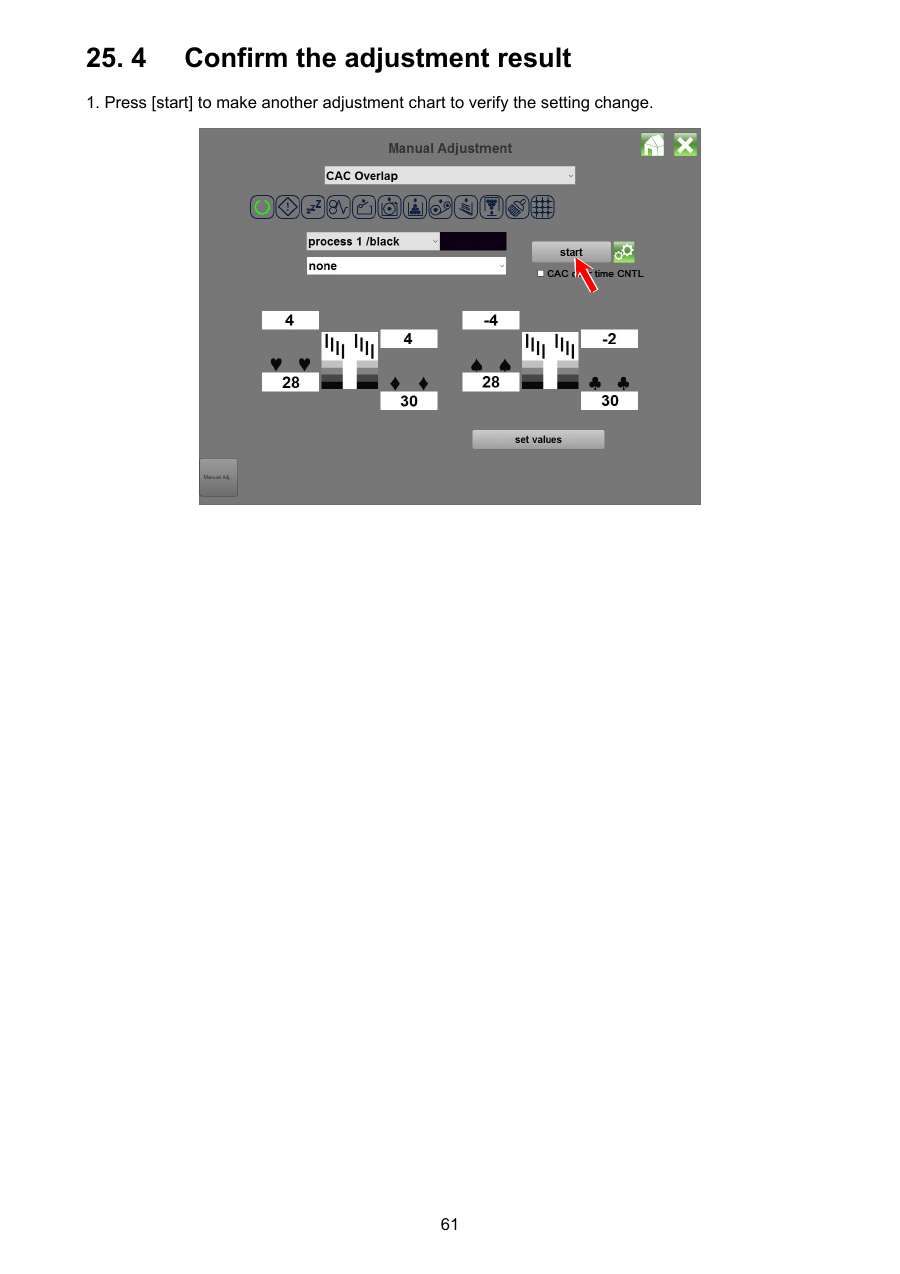 25. 4 Confirm the adjustment result
1. Press [start] to make another adjustment chart to verify the setting change.
Manual Adjustment
CAC Overlap
process 1 /black
start
none
CAC time CNTL
4
-4
4
-2
28
28
30
30
set values
Manual Adj.
61